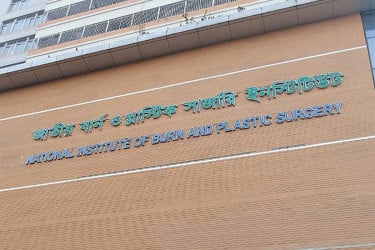 জাতীয় বার্ন ও প্লাস্টিক সার্জারি ইনস্টিটিউট
NATIONAL INSTITUTE OF BURN AND PLASTIC SURGERY